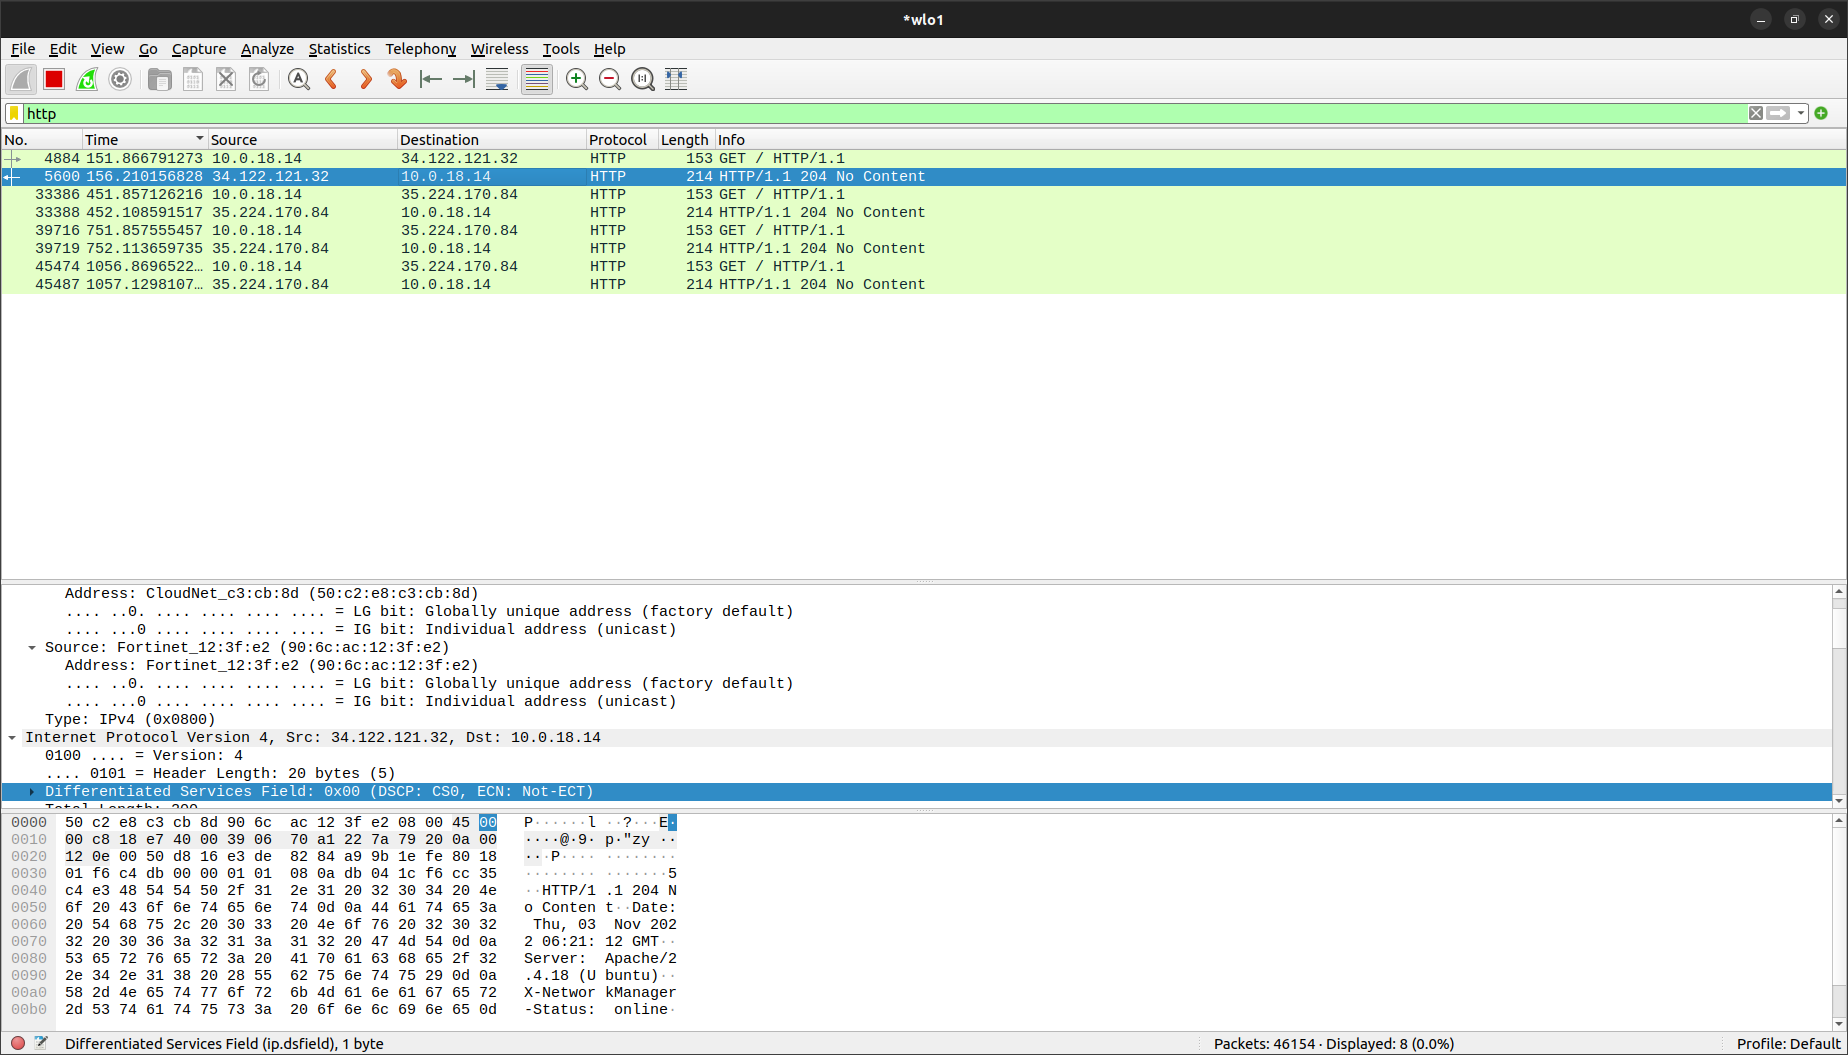 *wlo1
File Edit View Go Capture Analyze Statistics Telephony Wireless Tools Help
http
No. Time Source Destination Protocol Length Info
4884 151.866791273 10.0.18.14 34.122.121.32 HTTP 153 GET / HTTP/1.1
5600 156.210156828 34.122.121.32 10.0.18.14 HTTP 214 HTTP/1.1 204 No Content
33386 451.857126216 10.0.18.14 35.224.170.84 HTTP 153 GET / HTTP/1.1
33388 452.108591517 35.224.170.84 10.0.18.14 HTTP 214 HTTP/1.1 204 No Content
39716 751.857555457 10.0.18.14 35.224.170.84 HTTP 153 GET / HTTP/1.1
39719 752.113659735 35.224.170.84 10.0.18.14 HTTP 214 HTTP/1.1 204 No Content
45474 1056.8696522… 10.0.18.14 35.224.170.84 HTTP 153 GET / HTTP/1.1
45487 1057.1298107… 35.224.170.84 10.0.18.14 HTTP 214 HTTP/1.1 204 No Content
Address: CloudNet_c3:cb:8d (50:c2:e8:c3:cb:8d)
.... ..0. .... .... .... .... = LG bit: Globally unique address (factory default)
.... ...0 .... .... .... .... = IG bit: Individual address (unicast)
Source: Fortinet_12:3f:e2 (90:6c:ac:12:3f:e2)
Address: Fortinet_12:3f:e2 (90:6c:ac:12:3f:e2)
.... ..0. .... .... .... .... = LG bit: Globally unique address (factory default)
.... ...0 .... .... .... .... = IG bit: Individual address (unicast)
Type: IPv4 (0x0800)
Internet Protocol Version 4, Src: 34.122.121.32, Dst: 10.0.18.14
0100 .... = Version: 4
.... 0101 = Header Length: 20 bytes (5)
Differentiated Services Field: 0x00 (DSCP: CS0, ECN: Not-ECT)
Total Length: 200
0000 50 c2 e8 c3 cb 8d 90 6c ac 12 3f e2 08 00 45 00 P······l ··?···E·
0010 00 c8 18 e7 40 00 39 06 70 a1 22 7a 79 20 0a 00 ····@·9· p·"zy ··
0020 12 0e 00 50 d8 16 e3 de 82 84 a9 9b 1e fe 80 18 ···P···· ········
0030 01 f6 c4 db 00 00 01 01 08 0a db 04 1c f6 cc 35 ········ ·······5
0040 c4 e3 48 54 54 50 2f 31 2e 31 20 32 30 34 20 4e ··HTTP/1 .1 204 N
0050 6f 20 43 6f 6e 74 65 6e 74 0d 0a 44 61 74 65 3a o Conten t··Date:
0060 20 54 68 75 2c 20 30 33 20 4e 6f 76 20 32 30 32 Thu, 03 Nov 202
0070 32 20 30 36 3a 32 31 3a 31 32 20 47 4d 54 0d 0a 2 06:21: 12 GMT··
0080 53 65 72 76 65 72 3a 20 41 70 61 63 68 65 2f 32 Server: Apache/2
0090 2e 34 2e 31 38 20 28 55 62 75 6e 74 75 29 0d 0a .4.18 (U buntu)··
00a0 58 2d 4e 65 74 77 6f 72 6b 4d 61 6e 61 67 65 72 X-Networ kManager
00b0 2d 53 74 61 74 75 73 3a 20 6f 6e 6c 69 6e 65 0d -Status: online·
Differentiated Services Field (ip.dsfield), 1 byte Packets: 46154 · Displayed: 8 (0.0%) Profile: Default